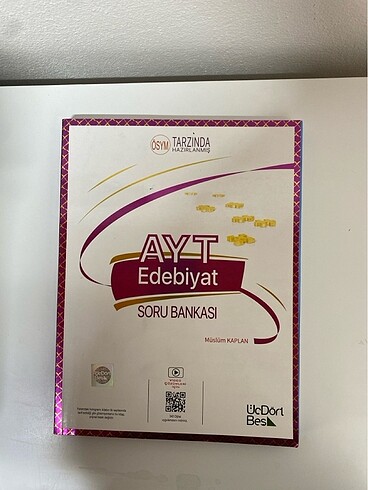 ÖSYM TARZINDA
HAZIRLANMIŞ
AYT
Edebiyat
SORU BANKASI
Müslüm KAPLAN
ÜçDört
Beş